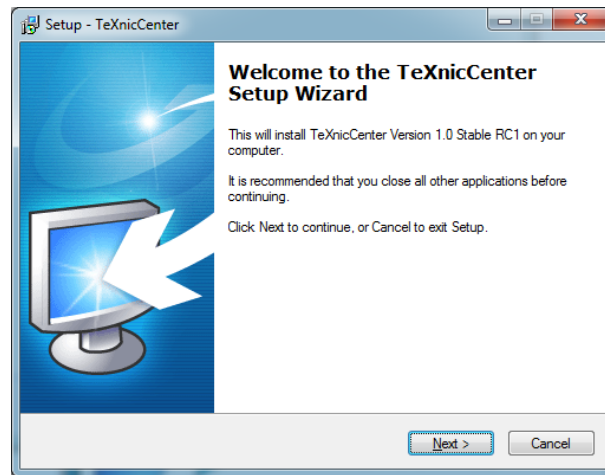 Setup - TeXnicCenter
Welcome to the TeXnicCenter
Setup Wizard
This will install TeXnicCenter Version 1.0 Stable RC1 on your
computer.
It is recommended that you close all other applications before
continuing.
Click Next to continue, or Cancel to exit Setup.
Next >
Cancel